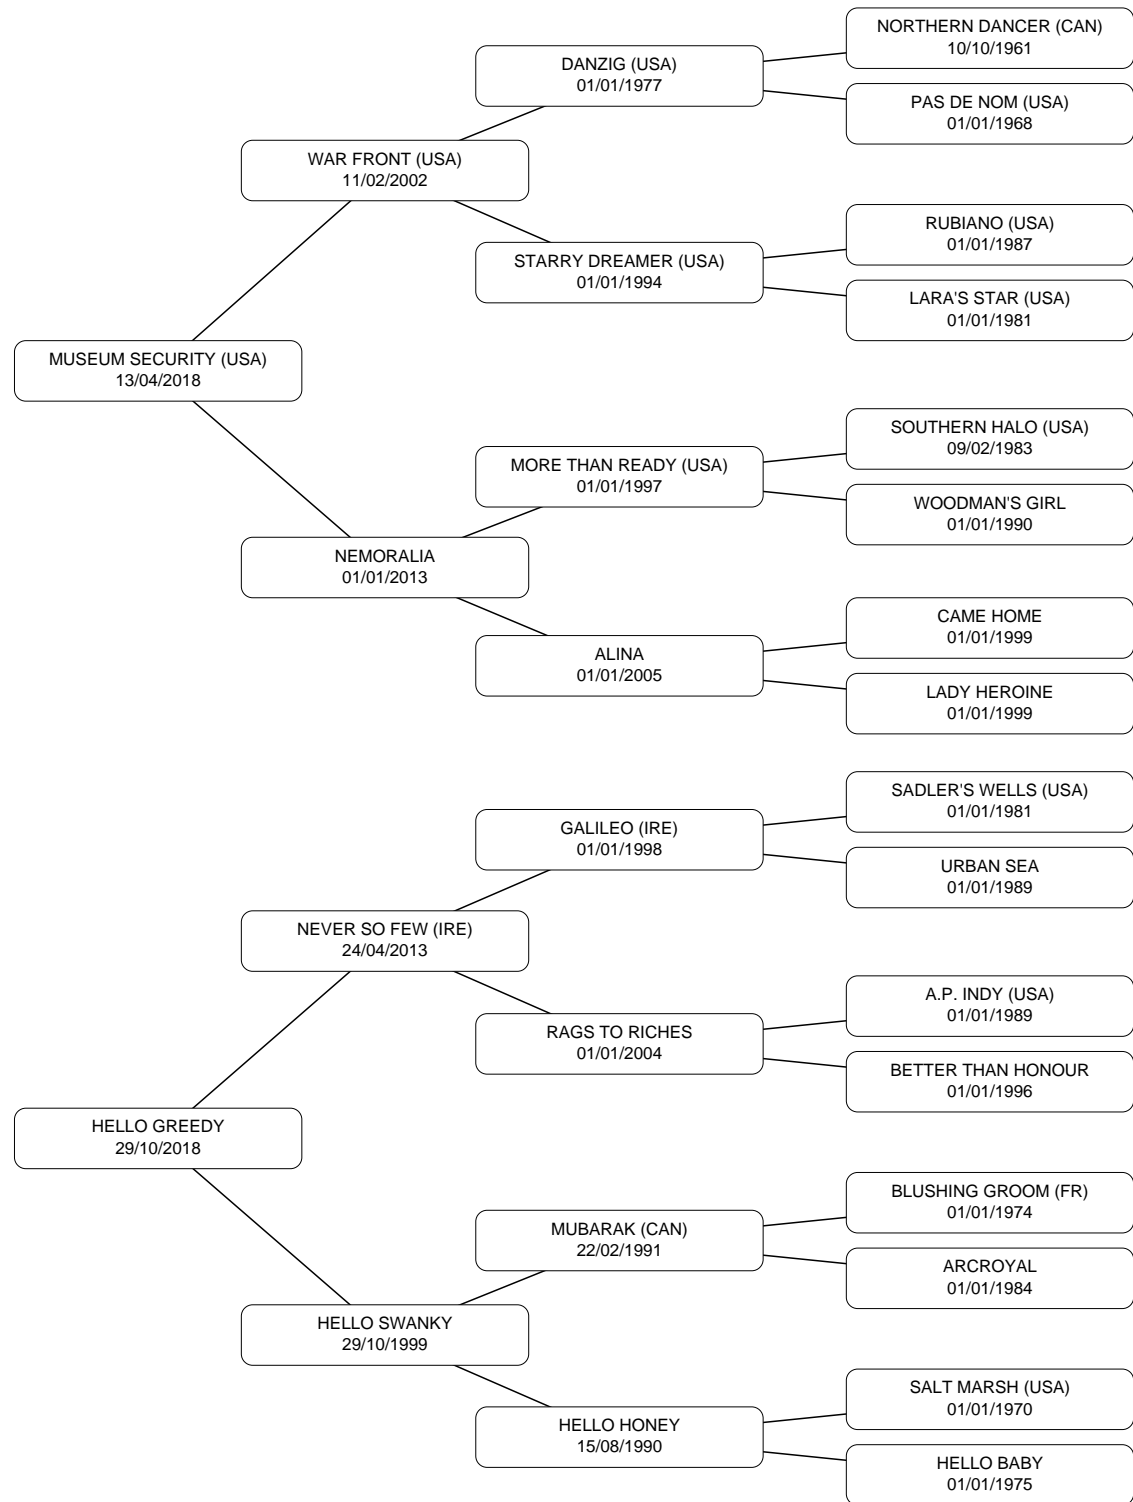 NORTHERN DANCER (CAN)
10/10/1961
DANZIG (USA)
01/01/1977
PAS DE NOM (USA)
01/01/1968
WAR FRONT (USA)
11/02/2002
RUBIANO (USA)
01/01/1987
STARRY DREAMER (USA)
01/01/1994
LARA'S STAR (USA)
01/01/1981
MUSEUM SECURITY (USA)
13/04/2018
SOUTHERN HALO (USA)
09/02/1983
MORE THAN READY (USA)
01/01/1997
WOODMAN'S GIRL
01/01/1990
NEMORALIA
01/01/2013
CAME HOME
01/01/1999
ALINA
01/01/2005
LADY HEROINE
01/01/1999
SADLER'S WELLS (USA)
01/01/1981
GALILEO (IRE)
01/01/1998
URBAN SEA
01/01/1989
NEVER SO FEW (IRE)
24/04/2013
A.P. INDY (USA)
01/01/1989
RAGS TO RICHES
01/01/2004
BETTER THAN HONOUR
01/01/1996
HELLO GREEDY
29/10/2018
BLUSHING GROOM (FR)
01/01/1974
MUBARAK (CAN)
22/02/1991
ARCROYAL
01/01/1984
HELLO SWANKY
29/10/1999
SALT MARSH (USA)
01/01/1970
HELLO HONEY
15/08/1990
HELLO BABY
01/01/1975